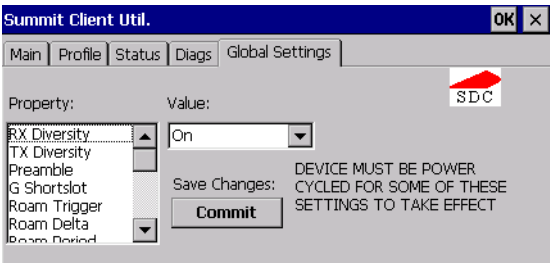 Summit Client Util.
OK
Main Profile Status Diags Global Settings
SDC
Property:
Value:
RX Diversity
TX Diversity
Preamble
G Shortslot
Roam Trigger
Roam Delta
Roam Period
On
Save Changes:
Commit
DEVICE MUST BE POWER
CYCLED FOR SOME OF THESE
SETTINGS TO TAKE EFFECT